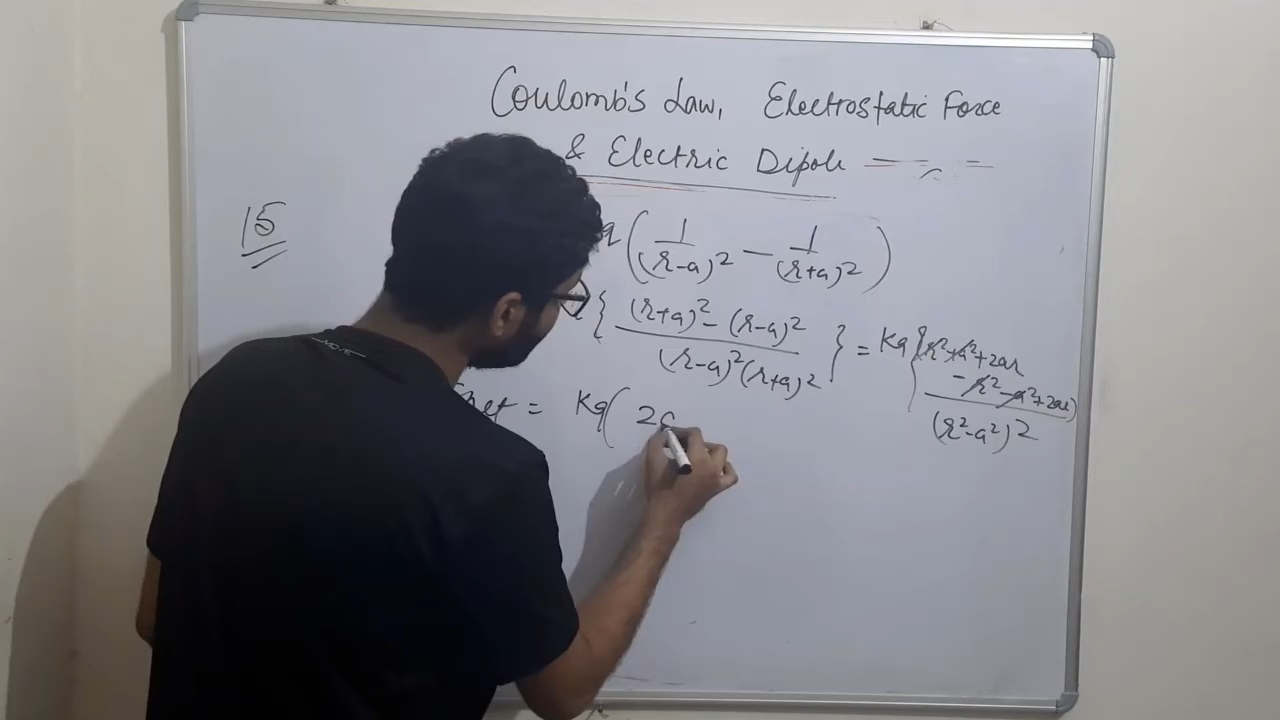 Coulomb's Law, Electrostatic Force
& Electric Dipole
15
q ( 1/(r-a)2 - 1/(r+a)2 )
{ (r+a)2 - (r-a)2 / (r-a)2(r+a)2 } = Kq { r2+a2+2ar - r2-a2+2ar) / (r2-a2)2
= Kq( 2a
MOVE